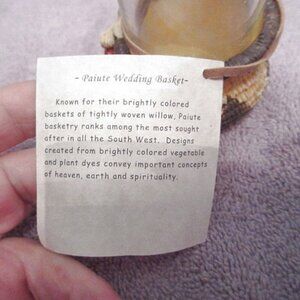 - Paiute Wedding Basket-
Known for their brightly colored
baskets of tightly woven willow, Paiute
basketry ranks among the most sought
after in all the South West. Designs
created from brightly colored vegetable
and plant dyes convey important concepts
of heaven, earth and spirituality.